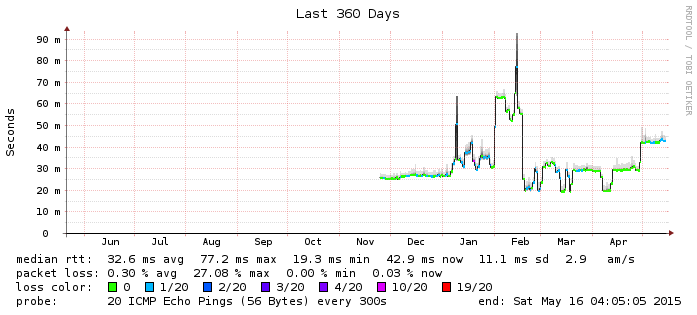 Last 360 Days
RRDTOOL / TOBI OETIKER
Seconds
90 m
80 m
70 m
60 m
50 m
40 m
30 m
20 m
10 m
0
Jun Jul Aug Sep Oct Nov Dec Jan Feb Mar Apr
median rtt: 32.6 ms avg 77.2 ms max 19.3 ms min 42.9 ms now 11.1 ms sd 2.9 am/s
packet loss: 0.30 % avg 27.08 % max 0.00 % min 0.03 % now
loss color: 0 1/20 2/20 3/20 4/20 10/20 19/20
probe: 20 ICMP Echo Pings (56 Bytes) every 300s end: Sat May 16 04:05:05 2015